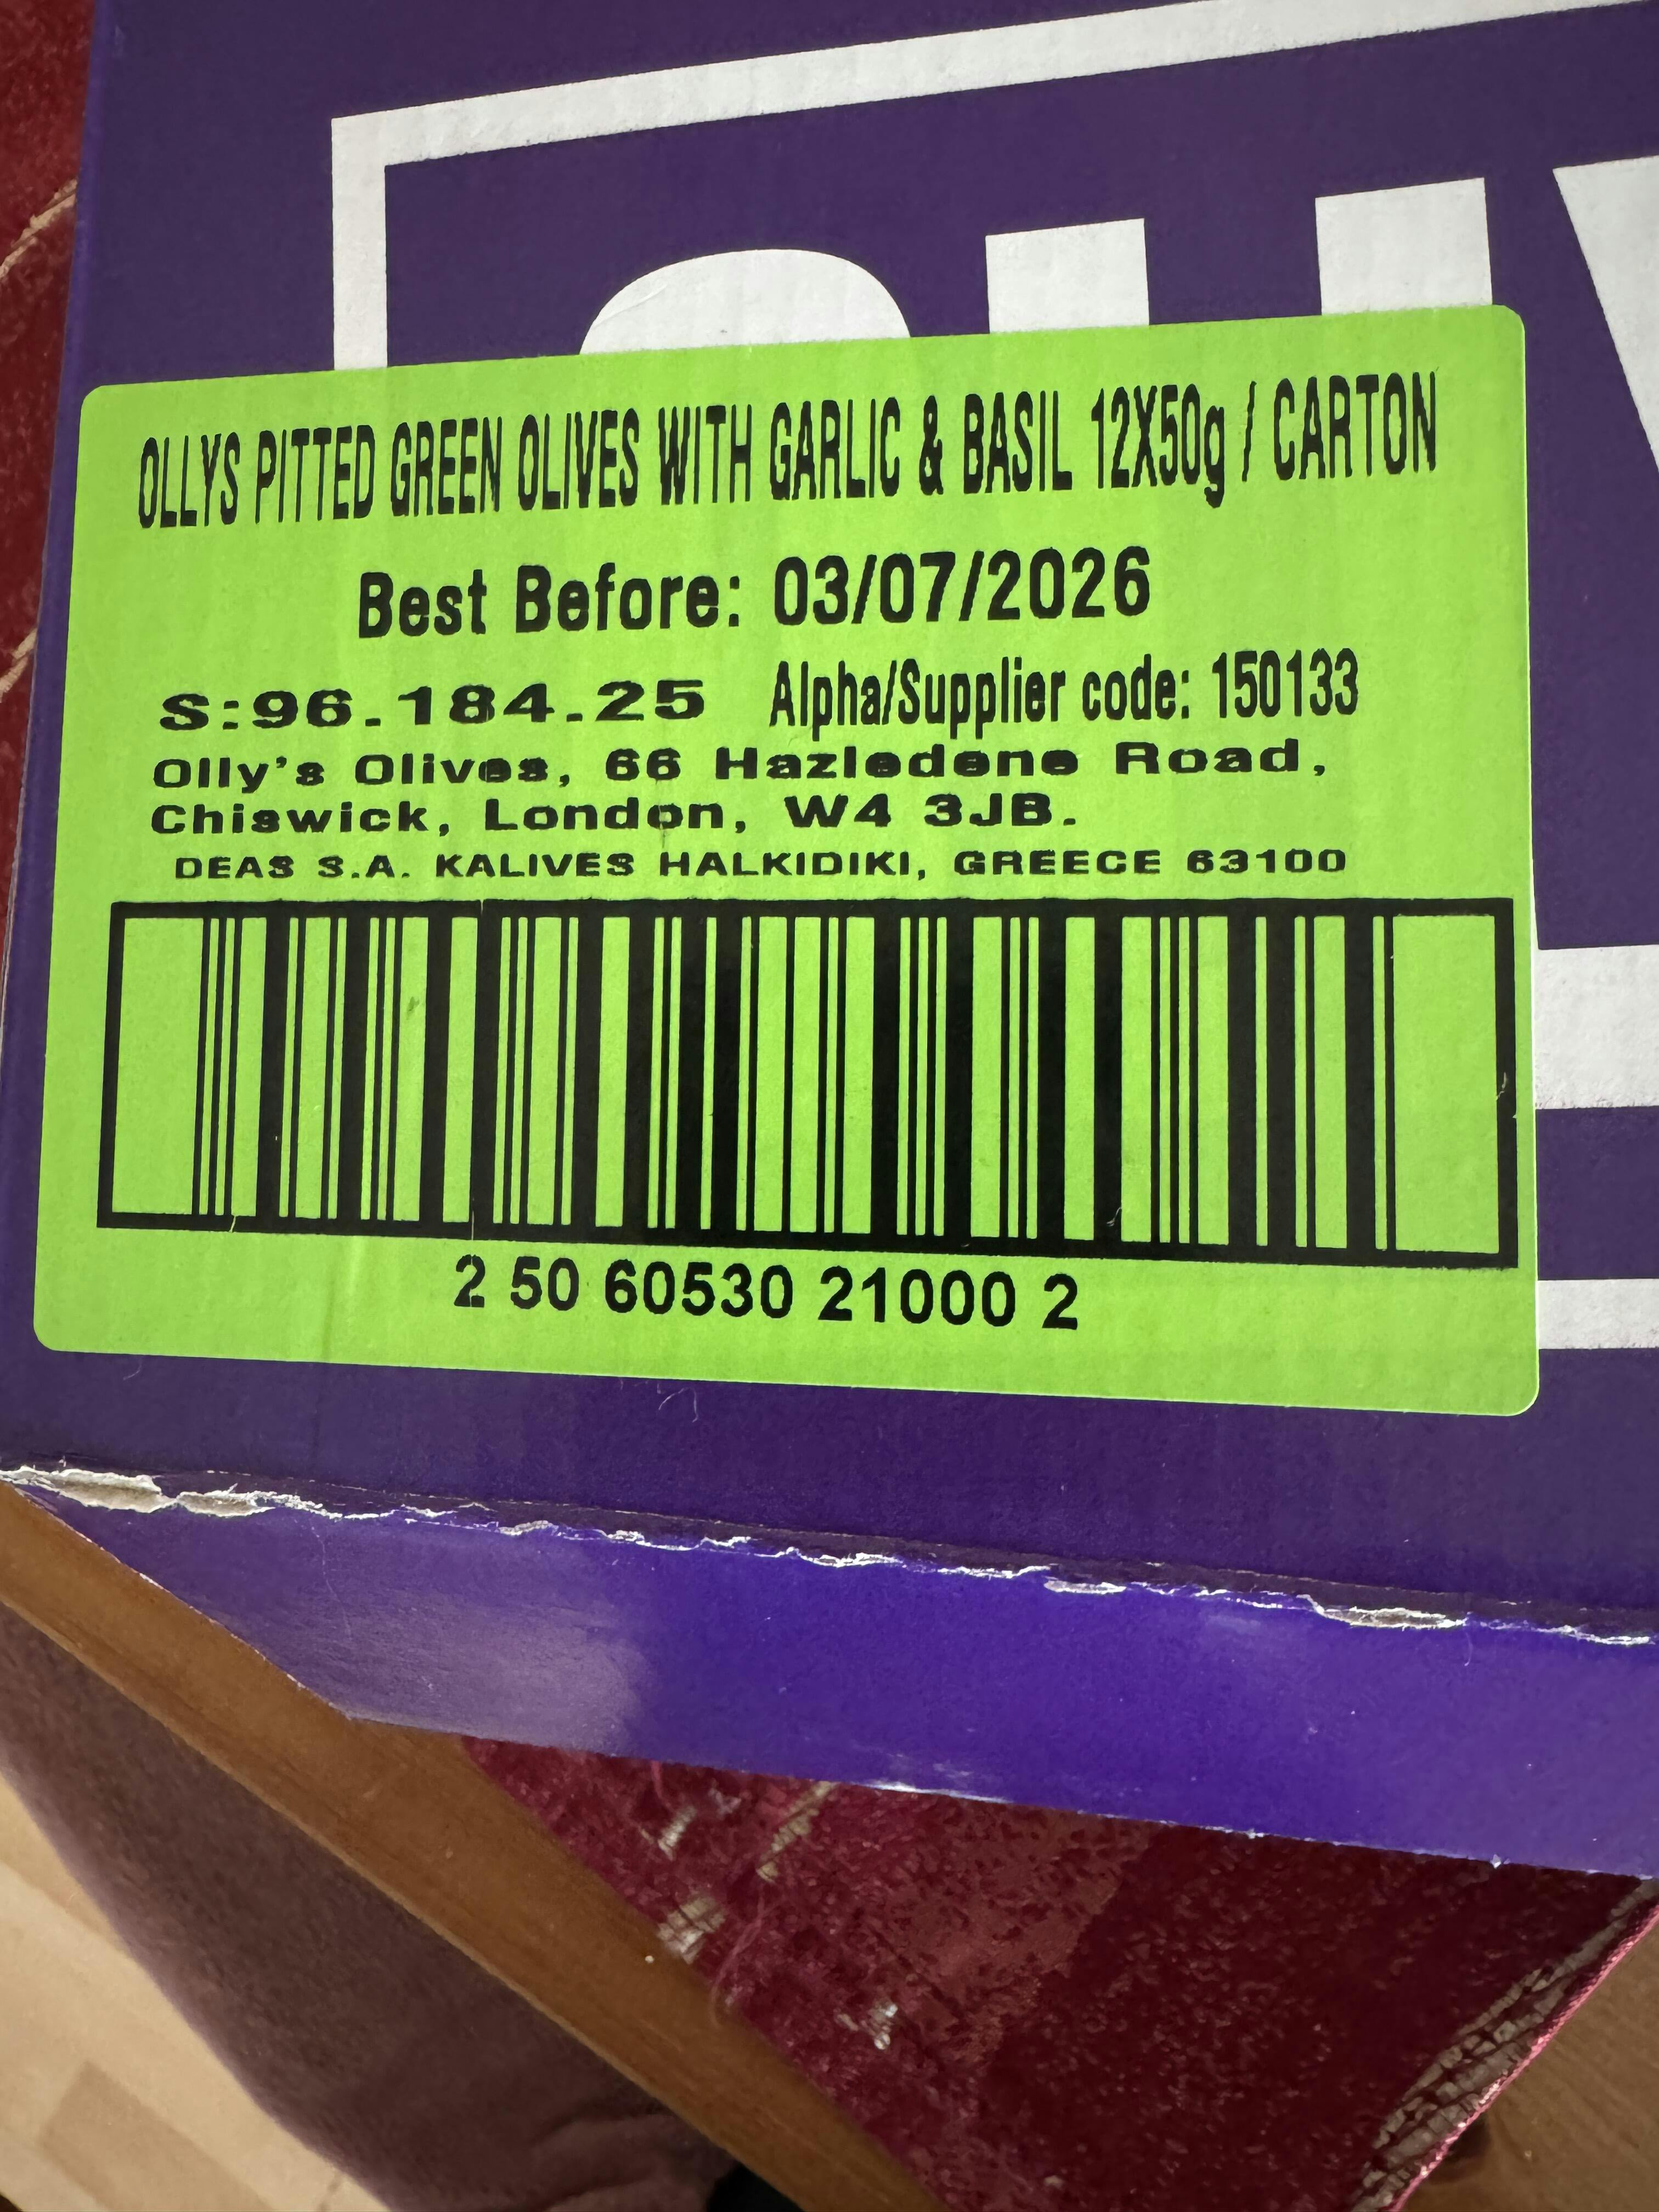 OLLYS PITTED GREEN OLIVES WITH GARLIC & BASIL 12X50g / CARTON
Best Before: 03/07/2026
S:96.184.25 Alpha/Supplier code: 150133
Olly's Olives, 66 Hazledene Road,
Chiswick, London, W4 3JB.
DEAS S.A. KALIVES HALKIDIKI, GREECE 63100
2 50 60530 21000 2